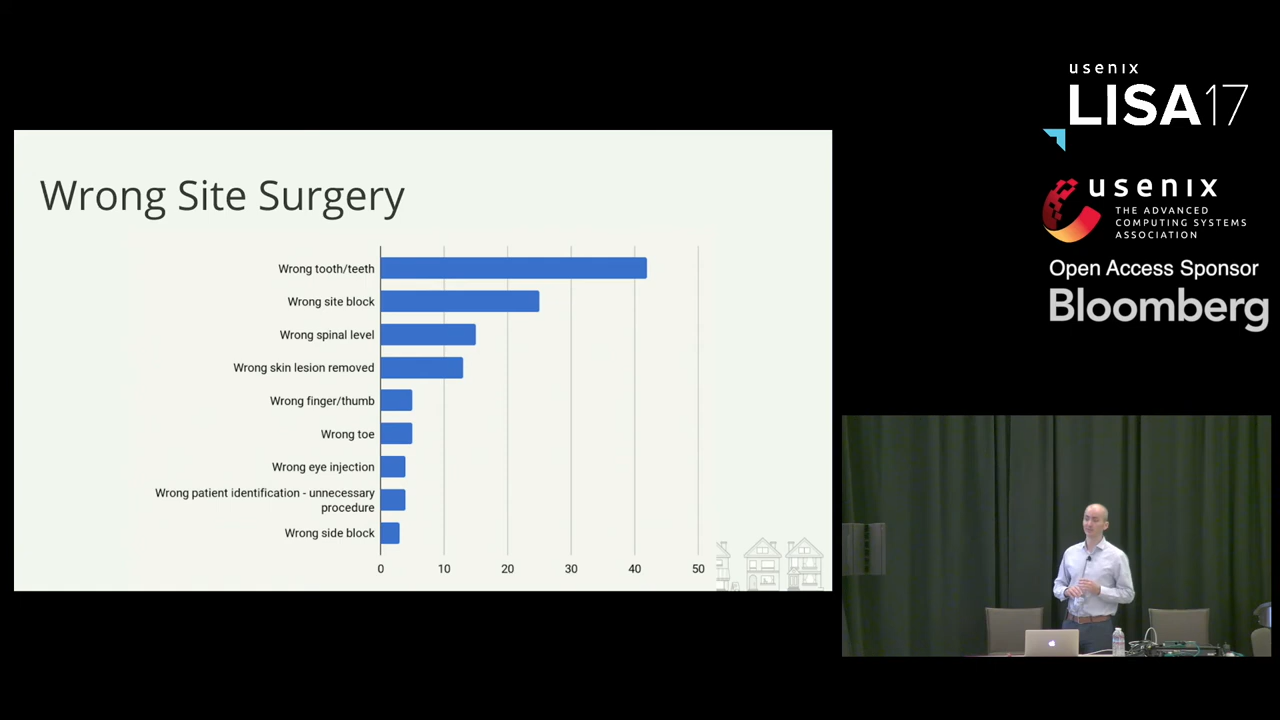 usenix
LISA17
usenix
THE ADVANCED
COMPUTING SYSTEMS
ASSOCIATION
Open Access Sponsor
Bloomberg
Wrong Site Surgery
Wrong tooth/teeth
Wrong site block
Wrong spinal level
Wrong skin lesion removed
Wrong finger/thumb
Wrong toe
Wrong eye injection
Wrong patient identification - unnecessary
procedure
Wrong side block
0 10 20 30 40 50